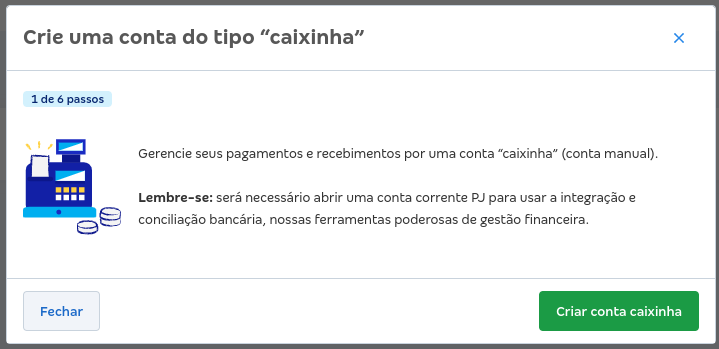 Crie uma conta do tipo “caixinha”
1 de 6 passos
Gerencie seus pagamentos e recebimentos por uma conta “caixinha” (conta manual).
Lembre-se: será necessário abrir uma conta corrente PJ para usar a integração e
conciliação bancária, nossas ferramentas poderosas de gestão financeira.
Fechar
Criar conta caixinha